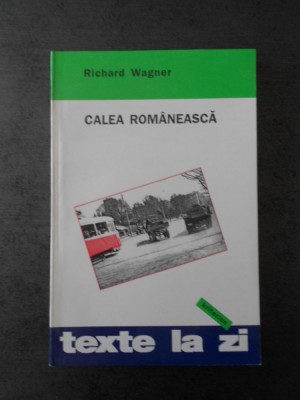 Richard Wagner
CALEA ROMÂNEASCĂ
texte la zi